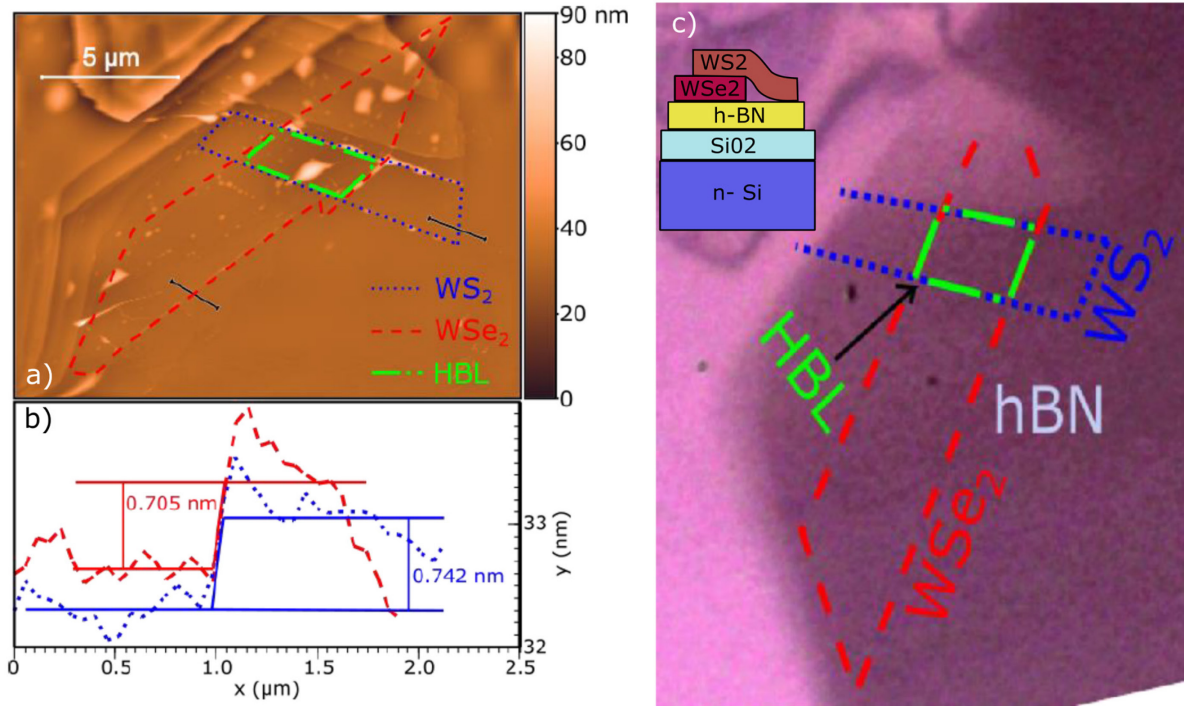 a)
5 μm
WS₂
WSe₂
HBL
90 nm
80
60
40
20
0
b)
0.705 nm
0.742 nm
33
32
y (nm)
0
0.5
1.0
1.5
2.0
2.5
x (μm)
c)
WS2
WSe2
h-BN
Si02
n- Si
HBL
WS₂
hBN
WSe₂